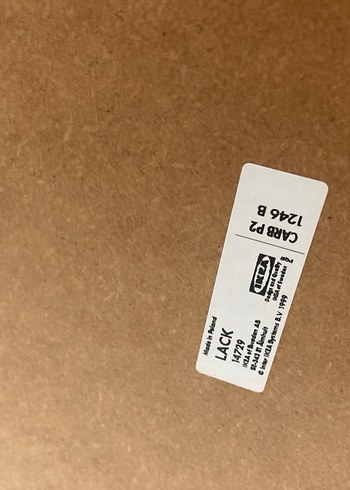 Made in Poland
LACK
14729
IKEA of Sweden AB
SE-343 81 Älmhult
© Inter IKEA Systems B.V 1999
IKEA
Design and Quality
IKEA of Sweden
CARB P2
1246 B